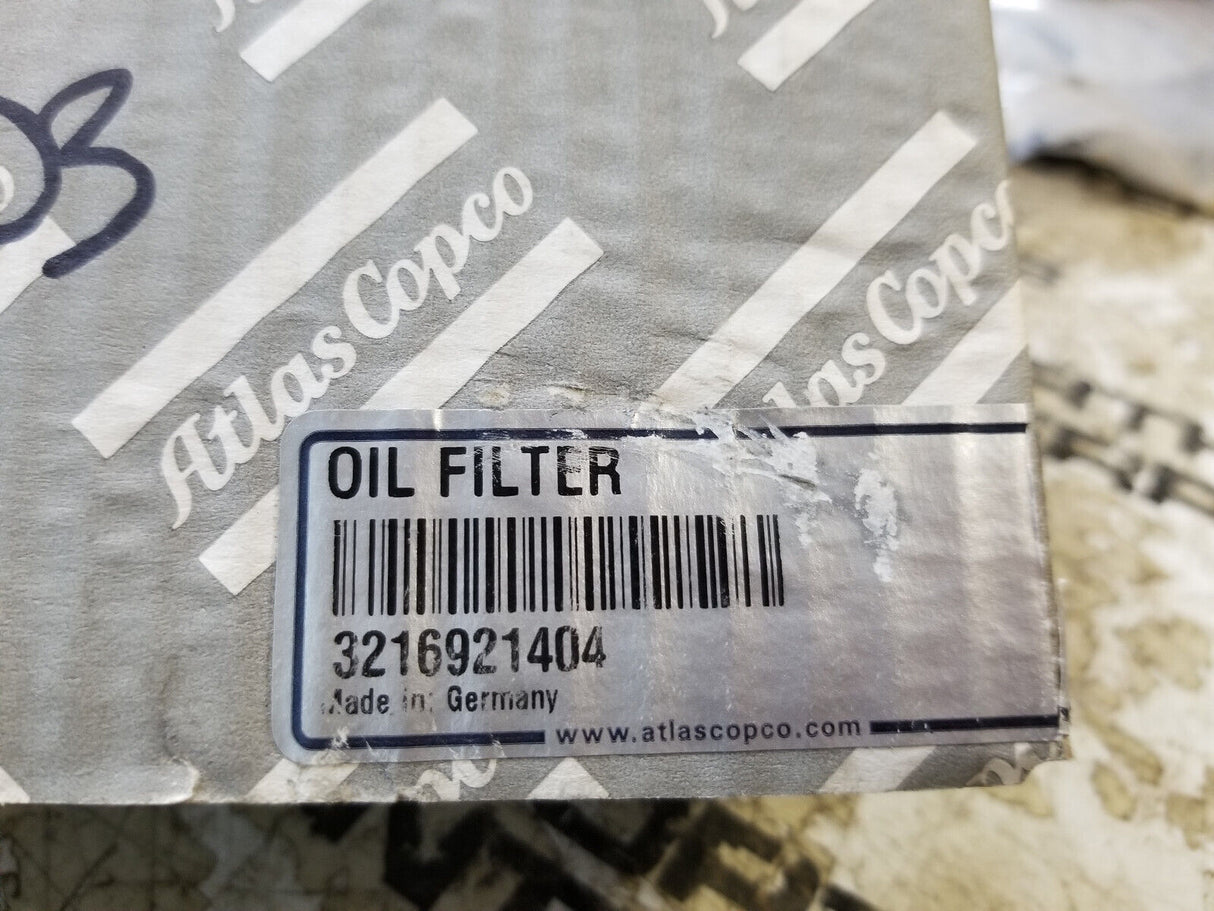 Atlas Copco
Atlas Copco
OIL FILTER
3216921404
Made in: Germany
www.atlascopco.com